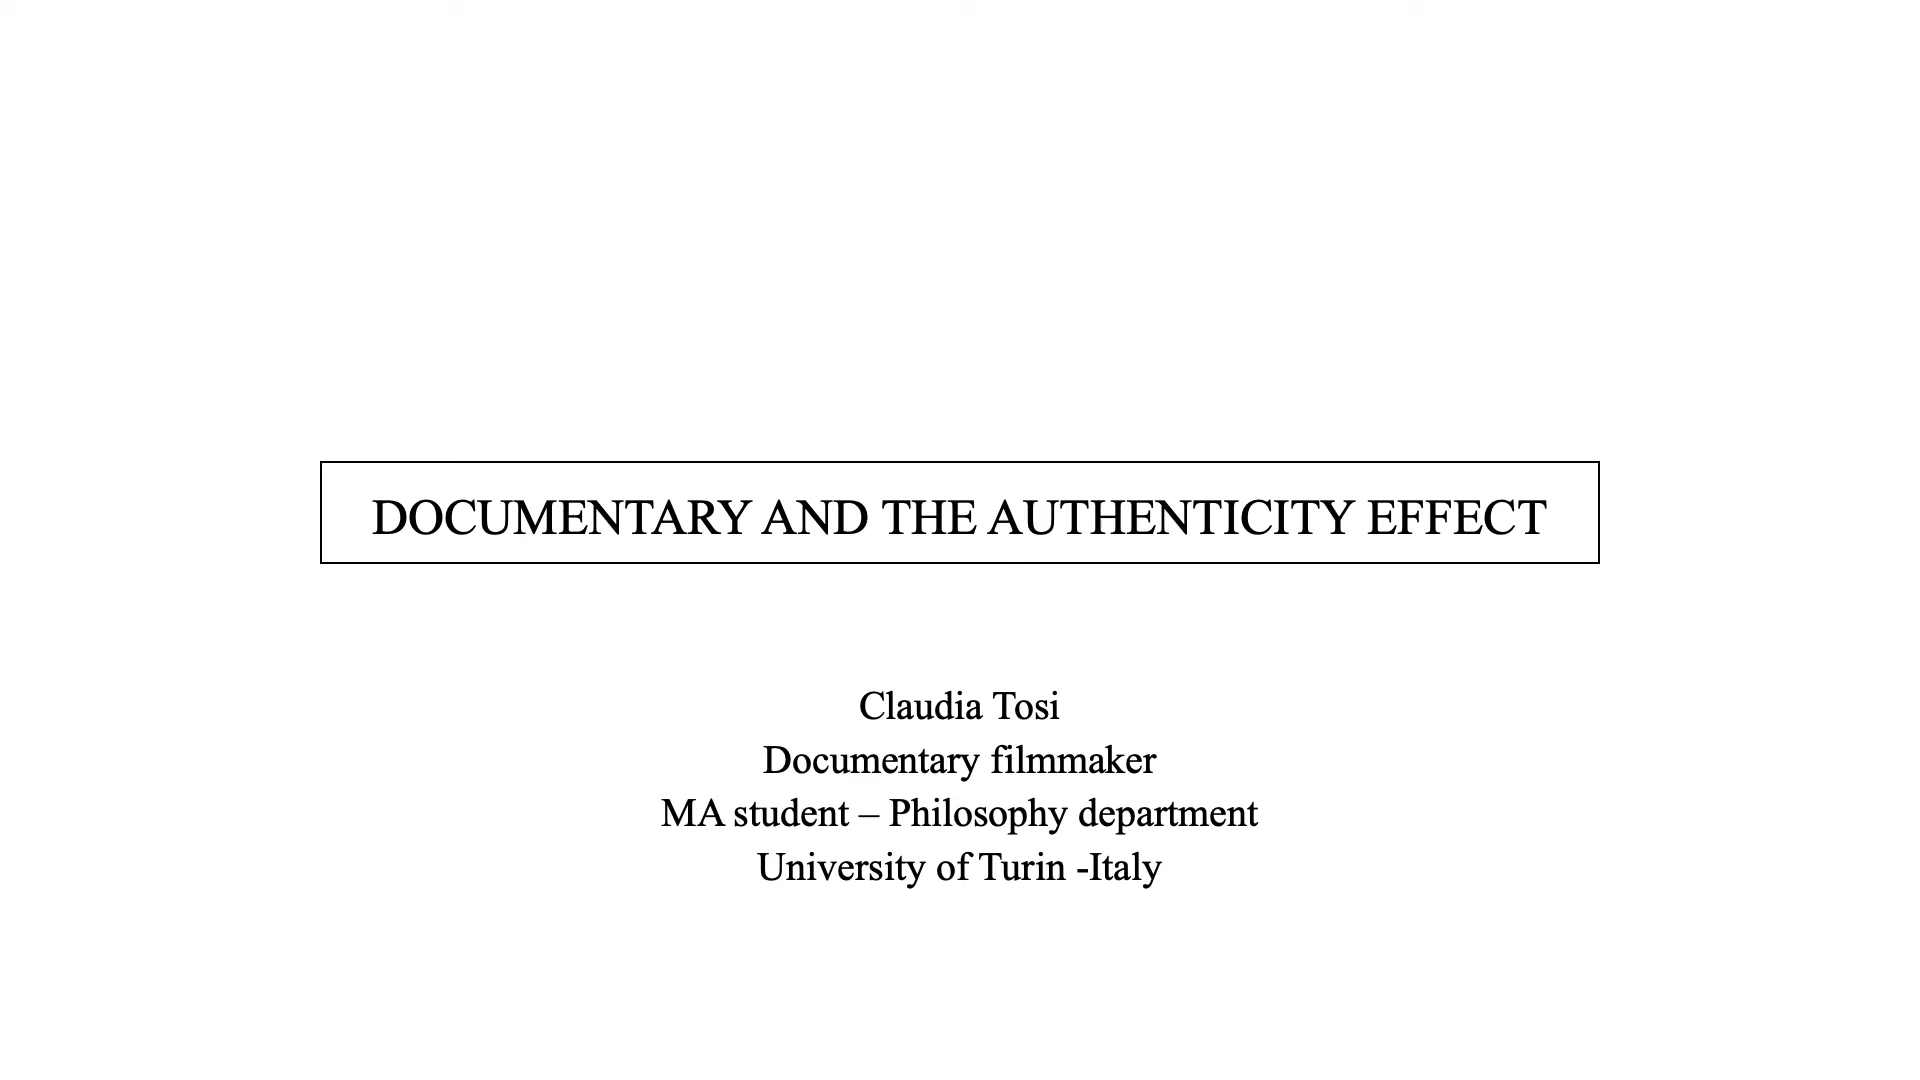 DOCUMENTARY AND THE AUTHENTICITY EFFECT
Claudia Tosi
Documentary filmmaker
MA student – Philosophy department
University of Turin -Italy